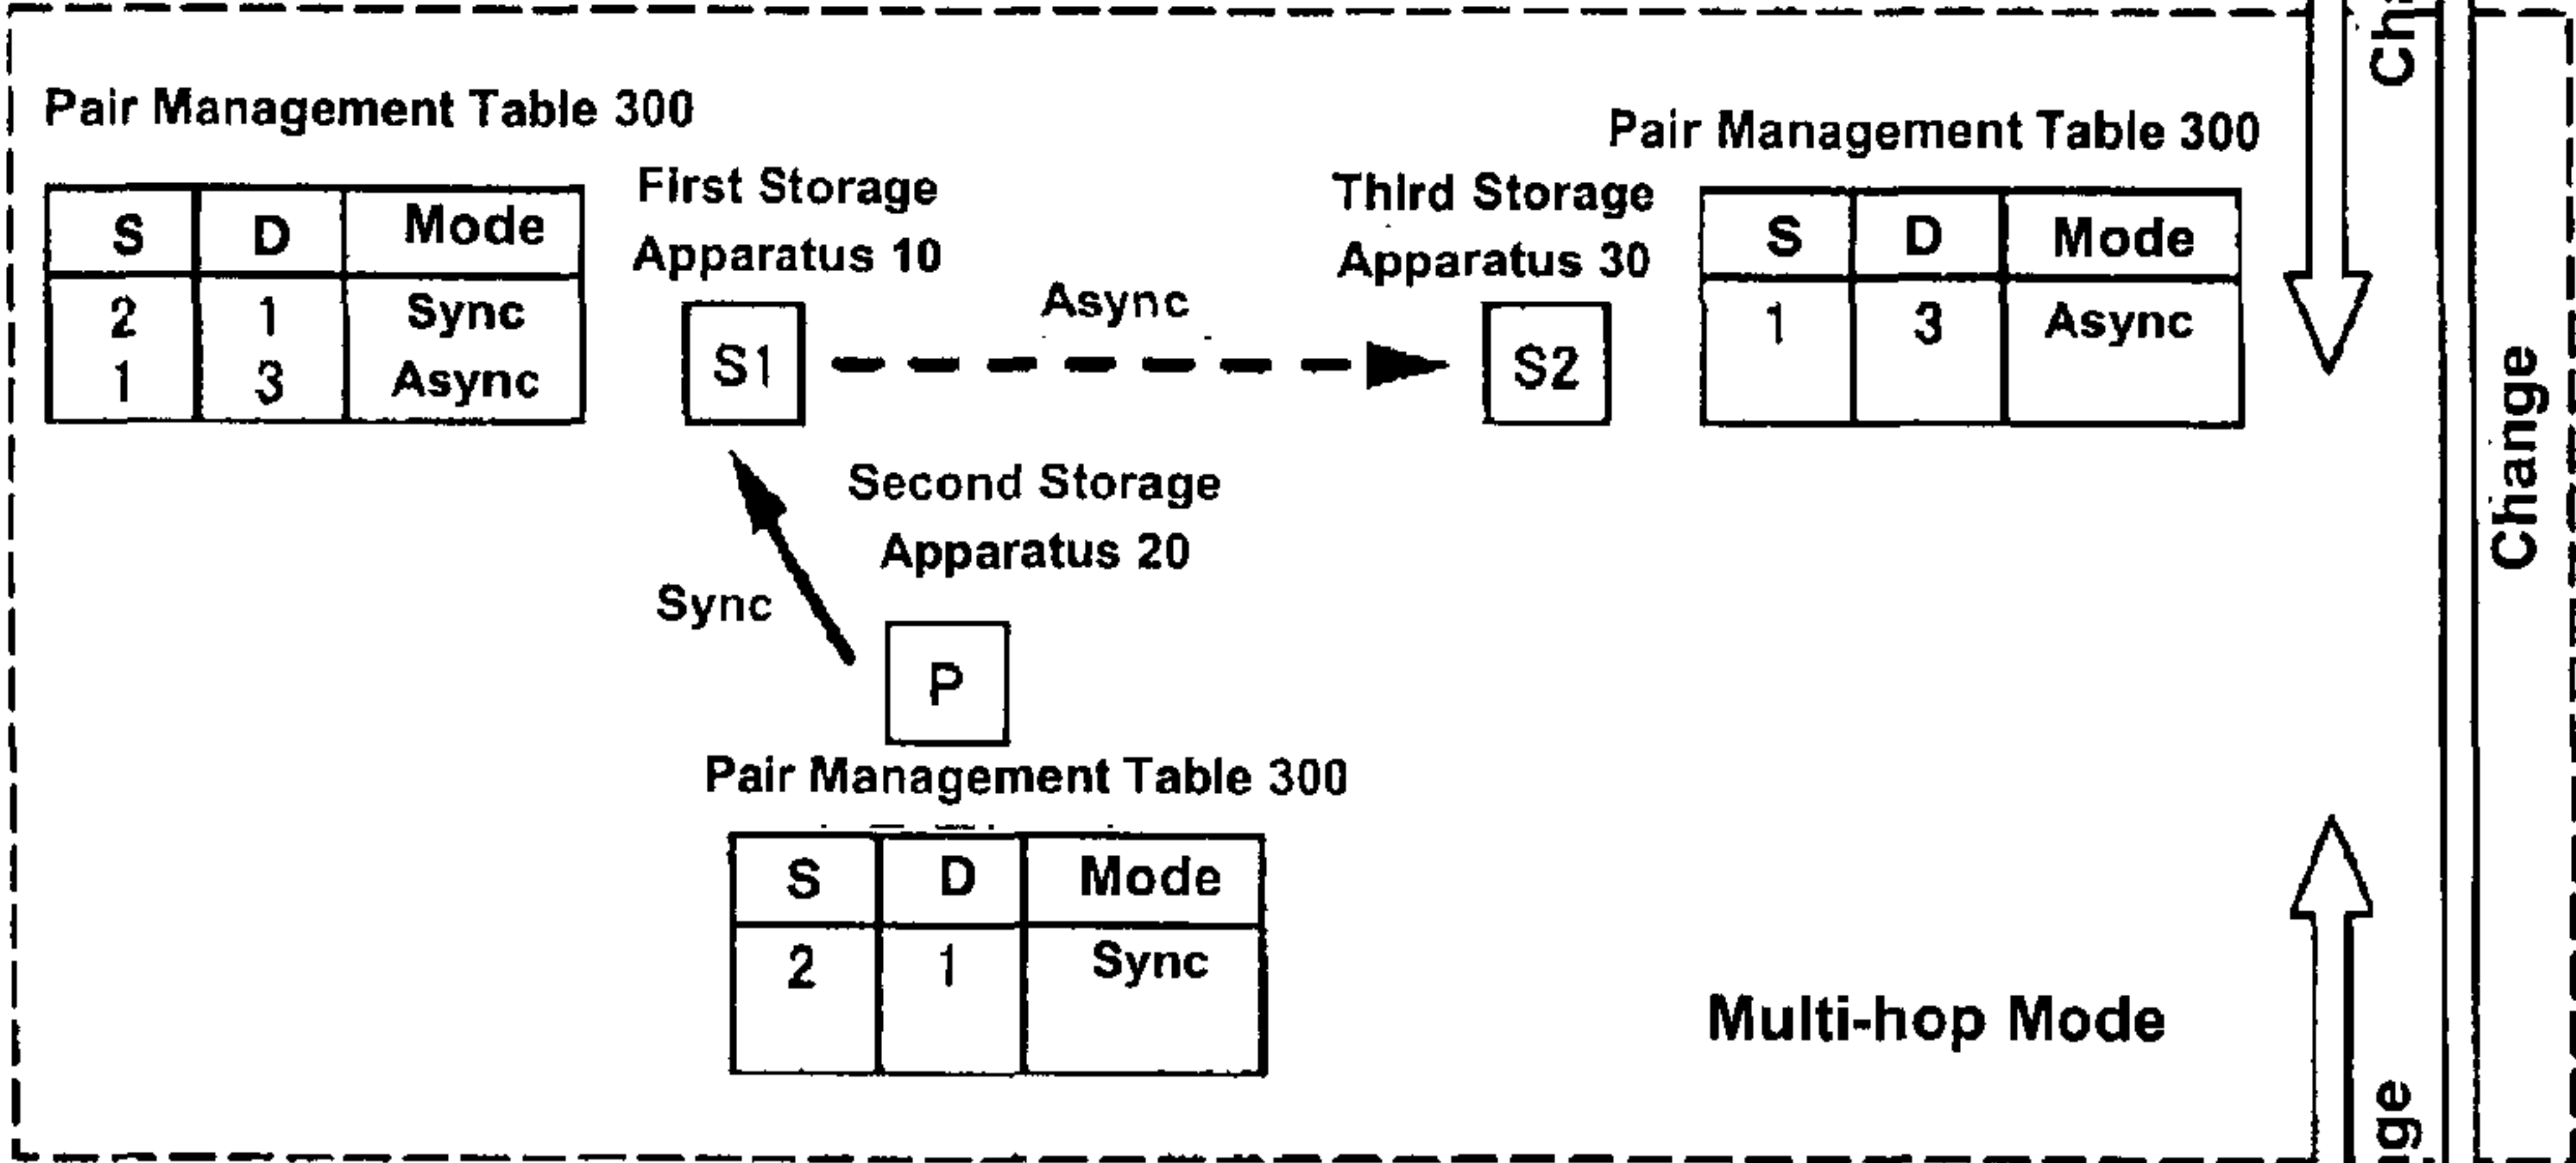 Pair Management Table 300
S D Mode
2 1 Sync
1 3 Async
First Storage
Apparatus 10
S1
Async
Third Storage
Apparatus 30
S2
Pair Management Table 300
S D Mode
1 3 Async
Second Storage
Apparatus 20
Sync
P
Pair Management Table 300
S D Mode
2 1 Sync
Multi-hop Mode
Change